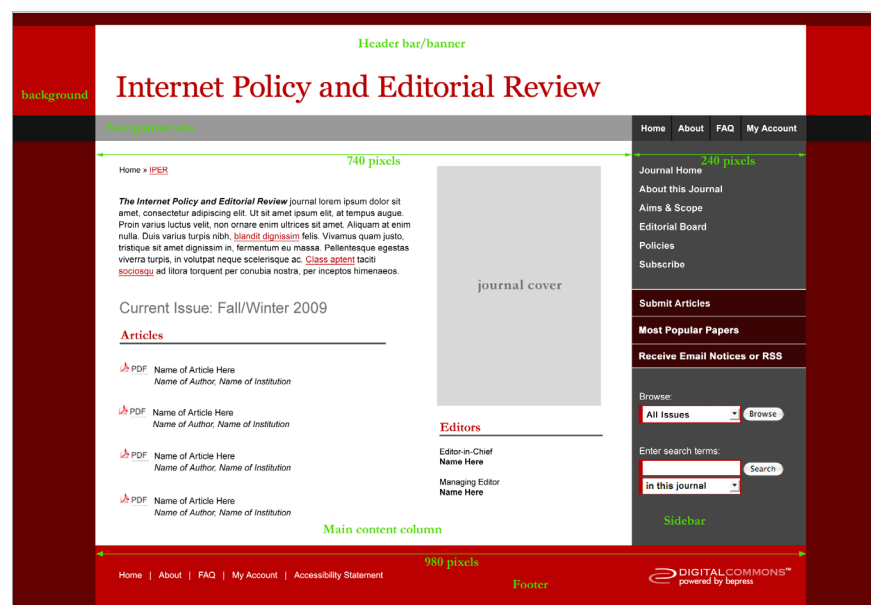 Header bar/banner
Internet Policy and Editorial Review
background
Navigation tabs
Home About FAQ My Account
740 pixels
240 pixels
Home » IPER
The Internet Policy and Editorial Review journal lorem ipsum dolor sit
amet, consectetur adipiscing elit. Ut sit amet ipsum elit, at tempus augue.
Proin varius luctus velit, non ornare enim ultrices sit amet. Aliquam at enim
nulla. Duis varius turpis nibh, blandit dignissim felis. Vivamus quam justo,
tristique sit amet dignissim in, fermentum eu massa. Pellentesque egestas
viverra turpis, in volutpat neque scelerisque ac. Class aptent taciti
sociosqu ad litora torquent per conubia nostra, per inceptos himenaeos.
Current Issue: Fall/Winter 2009
Articles
PDF Name of Article Here
Name of Author, Name of Institution
PDF Name of Article Here
Name of Author, Name of Institution
PDF Name of Article Here
Name of Author, Name of Institution
PDF Name of Article Here
Name of Author, Name of Institution
journal cover
Editors
Editor-in-Chief
Name Here
Managing Editor
Name Here
Main content column
Journal Home
About this Journal
Aims & Scope
Editorial Board
Policies
Subscribe
Submit Articles
Most Popular Papers
Receive Email Notices or RSS
Browse:
All Issues Browse
Enter search terms:
Search
in this journal
Sidebar
980 pixels
Home | About | FAQ | My Account | Accessibility Statement
Footer
DIGITALCOMMONS™
powered by bepress